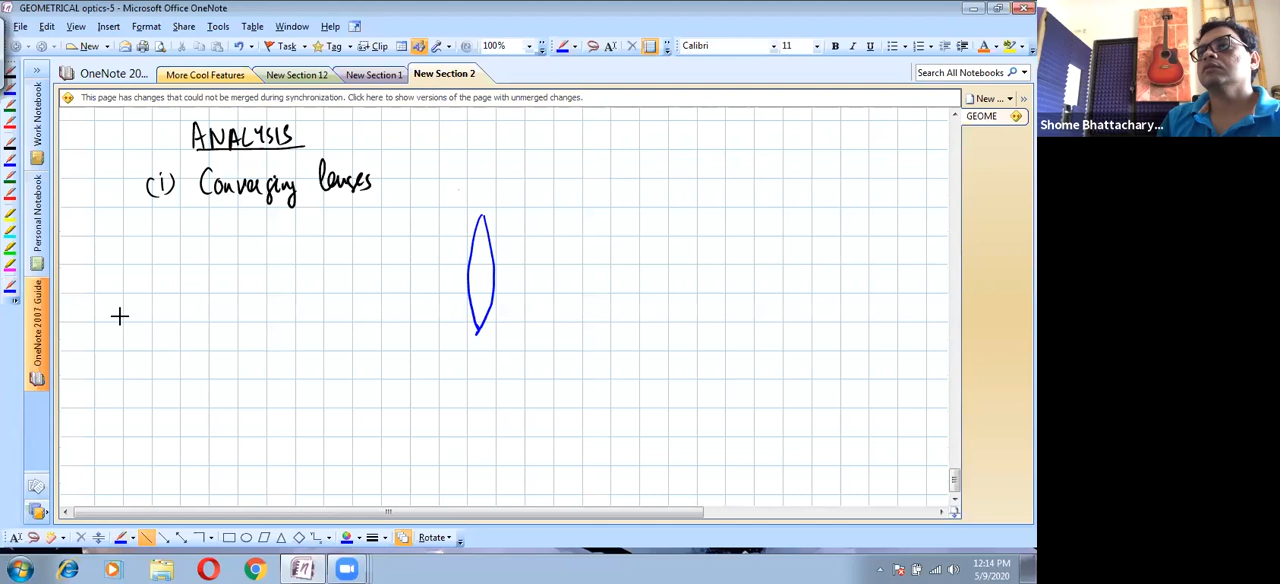 GEOMETRICAL optics-5 - Microsoft Office OneNote
File Edit View Insert Format Share Tools Table Window Help
New Task Tag Clip 100% Calibri 11 B I U A
OneNote 20... More Cool Features New Section 12 New Section 1 New Section 2 Search All Notebooks
This page has changes that could not be merged during synchronization. Click here to show versions of the page with unmerged changes.
New ...
GEOME
Work Notebook
Personal Notebook
OneNote 2007 Guide
ANALYSIS
(i) Converging lenses
Shome Bhattachary...
Rotate
12:14 PM
5/9/2020